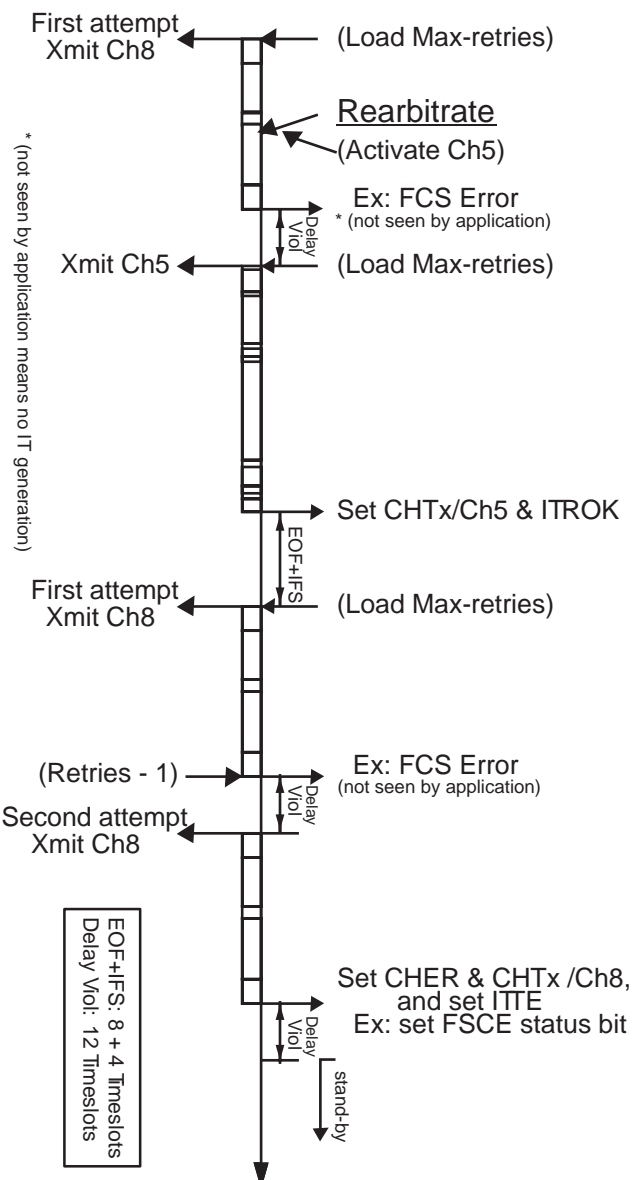 First attempt
Xmit Ch8
(Load Max-retries)
Rearbitrate
(Activate Ch5)
Ex: FCS Error
* (not seen by application)
Delay
Viol
Xmit Ch5
(Load Max-retries)
* (not seen by application means no IT generation)
Set CHTx/Ch5 & ITROK
EOF+IFS
First attempt
Xmit Ch8
(Load Max-retries)
(Retries - 1)
Ex: FCS Error
(not seen by application)
Delay
Viol
Second attempt
Xmit Ch8
Set CHER & CHTx /Ch8,
and set ITTE
Ex: set FSCE status bit
Delay
Viol
stand-by
EOF+IFS: 8 + 4 Timeslots
Delay Viol: 12 Timeslots